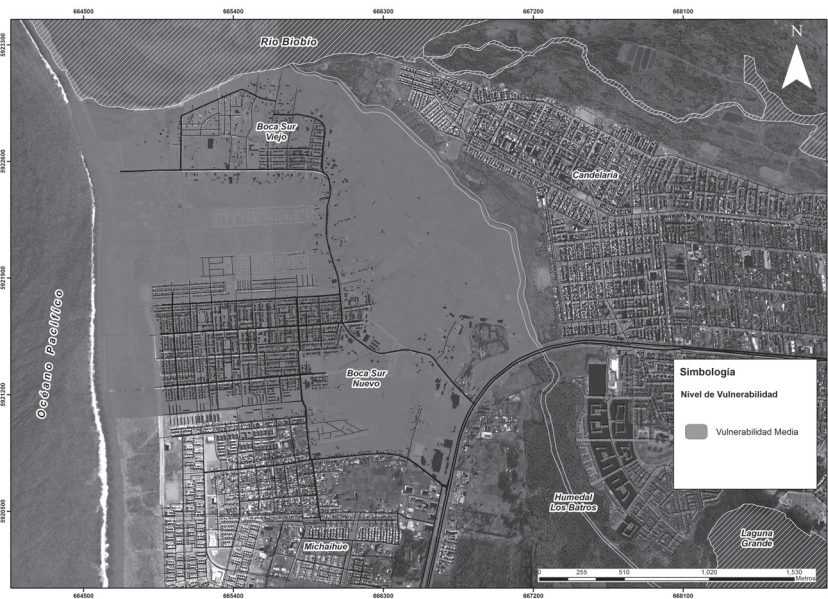 664500 665400 666300 667200 668100
N
5923300
Río Biobío
Boca Sur
Viejo
5922600
Candelaria
5921900
Océano Pacífico
Boca Sur
Nuevo
5921200
Simbología
Nivel de Vulnerabilidad
Vulnerabilidad Media
Humedal
Los Batros
5920500
Laguna
Grande
Michaihue
0 255 510 1,020 1,530
Metros
664500 665400 666300 667200 668100